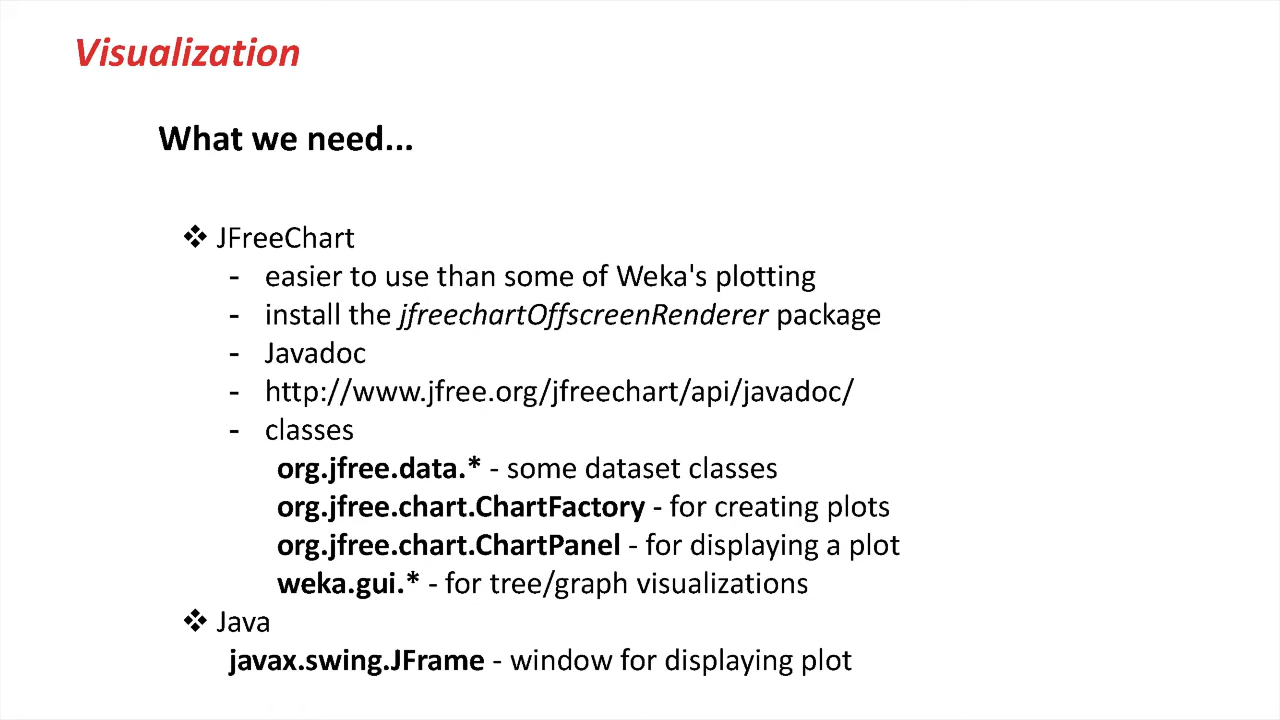 Visualization
What we need...
❖ JFreeChart
- easier to use than some of Weka's plotting
- install the jfreechartOffscreenRenderer package
- Javadoc
- http://www.jfree.org/jfreechart/api/javadoc/
- classes
org.jfree.data.* - some dataset classes
org.jfree.chart.ChartFactory - for creating plots
org.jfree.chart.ChartPanel - for displaying a plot
weka.gui.* - for tree/graph visualizations
❖ Java
javax.swing.JFrame - window for displaying plot